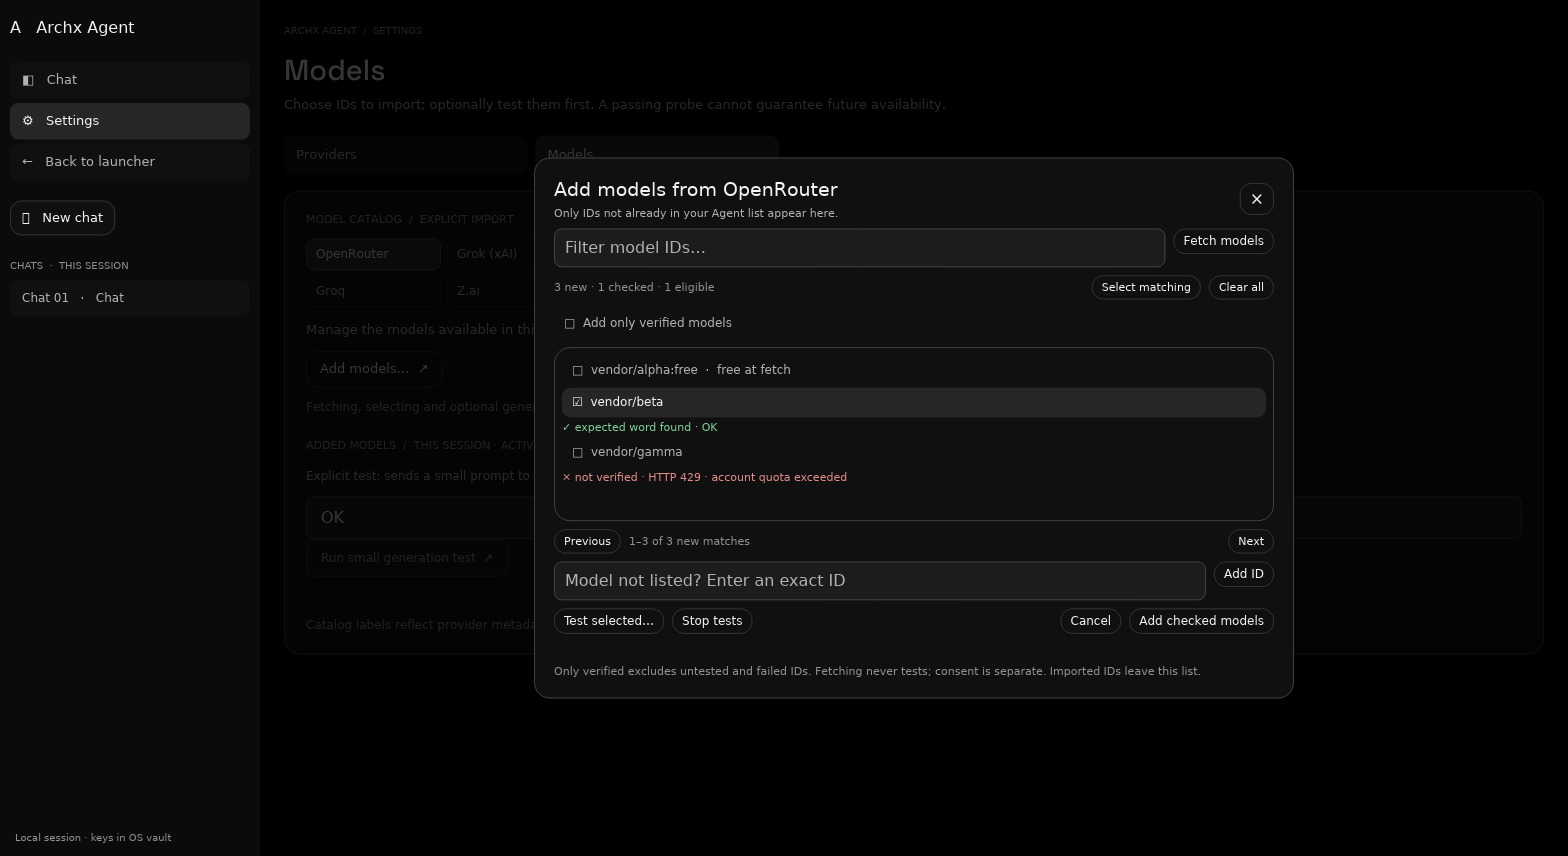 A Archx Agent
◧ Chat
⚙ Settings
← Back to launcher
New chat
CHATS · THIS SESSION
Chat 01 · Chat
Local session · keys in OS vault
ARCHX AGENT / SETTINGS
Models
Choose IDs to import; optionally test them first. A passing probe cannot guarantee future availability.
Providers
Models
MODEL CATALOG / EXPLICIT IMPORT
OpenRouter
Grok (xAI)
Groq
Z.ai
Manage the models available in thi
Add models… ↗
Fetching, selecting and optional gene
ADDED MODELS / THIS SESSION · ACTIV
Explicit test: sends a small prompt to
OK
Run small generation test ↗
Catalog labels reflect provider metada
Add models from OpenRouter
×
Only IDs not already in your Agent list appear here.
Filter model IDs…
Fetch models
3 new · 1 checked · 1 eligible
Select matching
Clear all
☐ Add only verified models
☐ vendor/alpha:free · free at fetch
☑ vendor/beta
✓ expected word found · OK
☐ vendor/gamma
✕ not verified · HTTP 429 · account quota exceeded
Previous
1–3 of 3 new matches
Next
Model not listed? Enter an exact ID
Add ID
Test selected…
Stop tests
Cancel
Add checked models
Only verified excludes untested and failed IDs. Fetching never tests; consent is separate. Imported IDs leave this list.